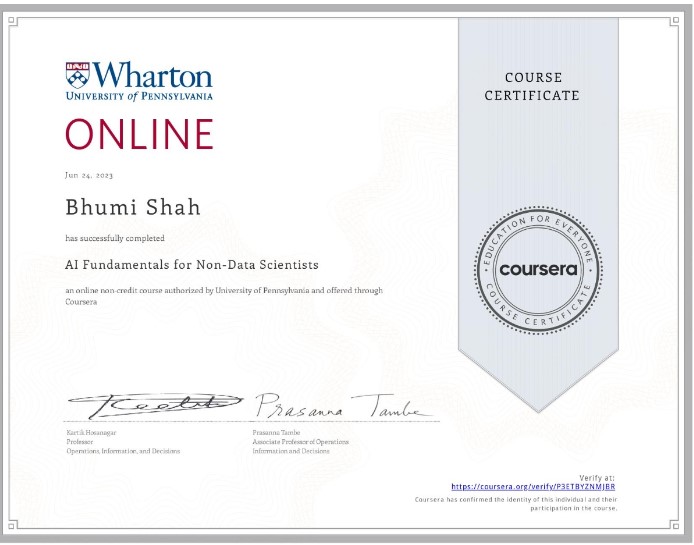 Wharton
UNIVERSITY of PENNSYLVANIA
ONLINE
Jun 24, 2023
Bhumi Shah
has successfully completed
AI Fundamentals for Non-Data Scientists
an online non-credit course authorized by University of Pennsylvania and offered through
Coursera
Prasanna Tambe
Kartik Hosanagar
Professor
Operations, Information, and Decisions
Prasanna Tambe
Associate Professor of Operations
Information and Decisions
COURSE
CERTIFICATE
EDUCATION FOR EVERYONE
coursera
COURSE CERTIFICATE
Verify at:
https://coursera.org/verify/P3ETBYZNMJBR
Coursera has confirmed the identity of this individual and their
participation in the course.